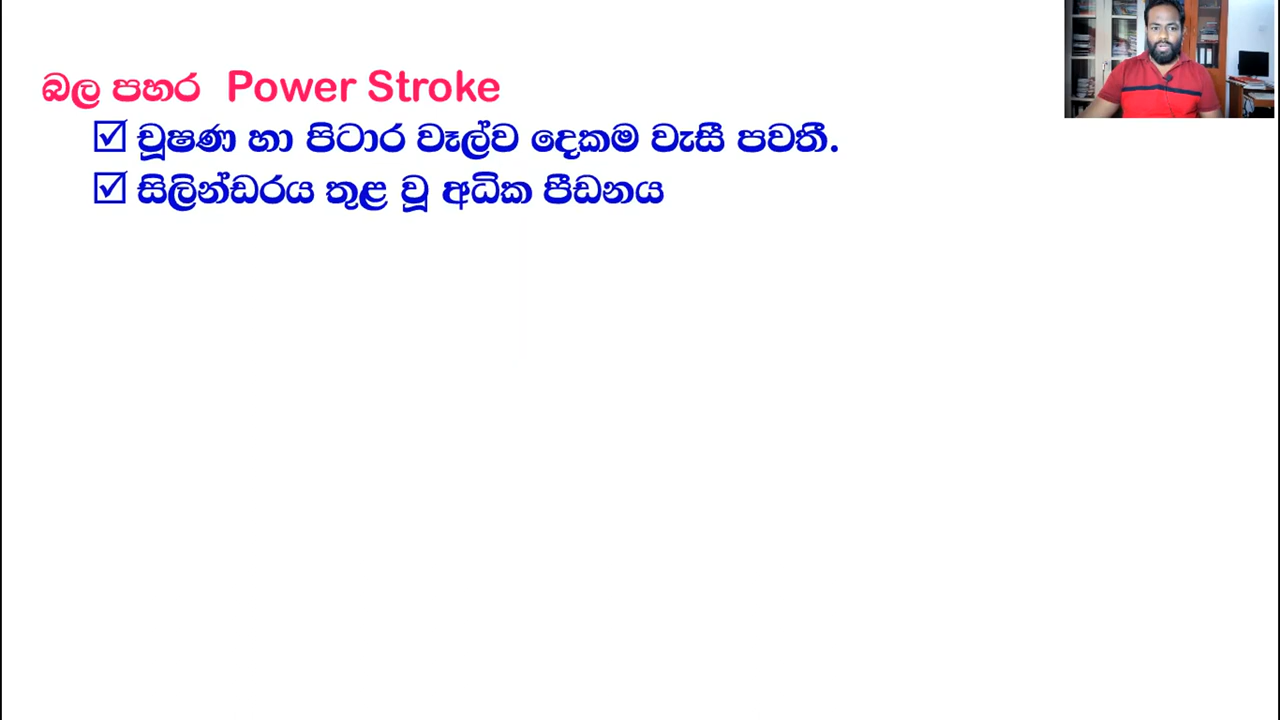 බල පහර Power Stroke
☑ චූෂණ හා පිටාර වෑල්ව දෙකම වැසී පවතී.
☑ සිලින්ඩරය තුළ වූ අධික පීඩනය